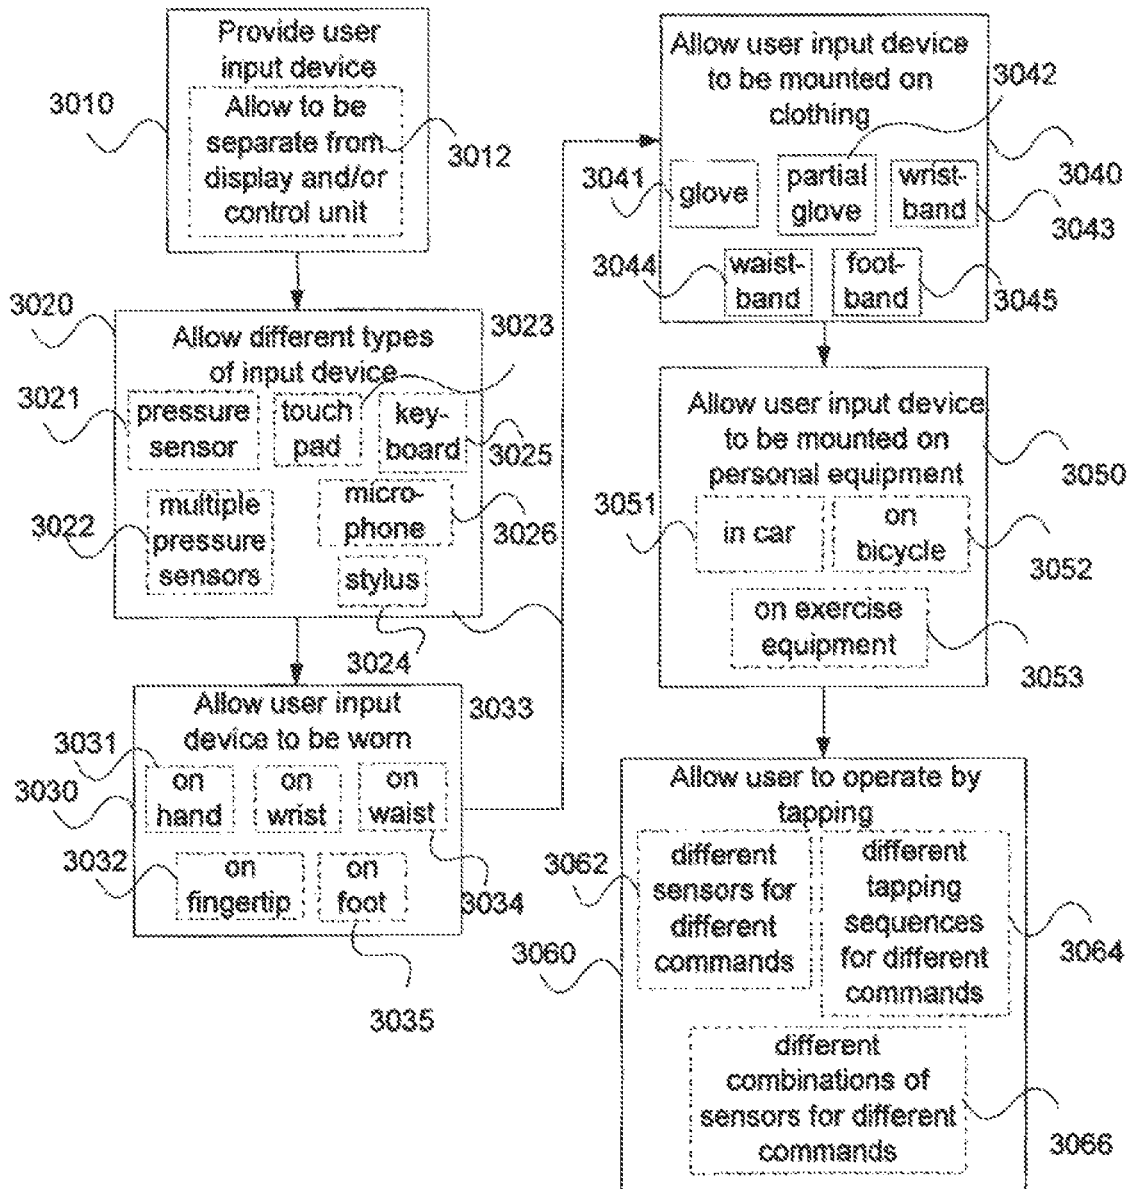 Provide user
input device
3010
Allow to be
separate from
display and/or
control unit
3012
3020
Allow different types
of input device
3023
3021
pressure
sensor
touch
pad
key-
board
3025
3022
multiple
pressure
sensors
micro-
phone
3026
stylus
3024
Allow user input
device to be worn
3033
3031
3030
on
hand
on
wrist
on
waist
3032
on
fingertip
on
foot
3034
3035
Allow user input device
to be mounted on
clothing
3042
3040
3041
glove
partial
glove
wrist-
band
3043
3044
waist-
band
foot-
band
3045
Allow user input device
to be mounted on
personal equipment
3050
3051
in car
on
bicycle
3052
on exercise
equipment
3053
Allow user to operate by
tapping
3062
different
sensors for
different
commands
different
tapping
sequences
for different
commands
3064
3060
different
combinations of
sensors for different
commands
3066